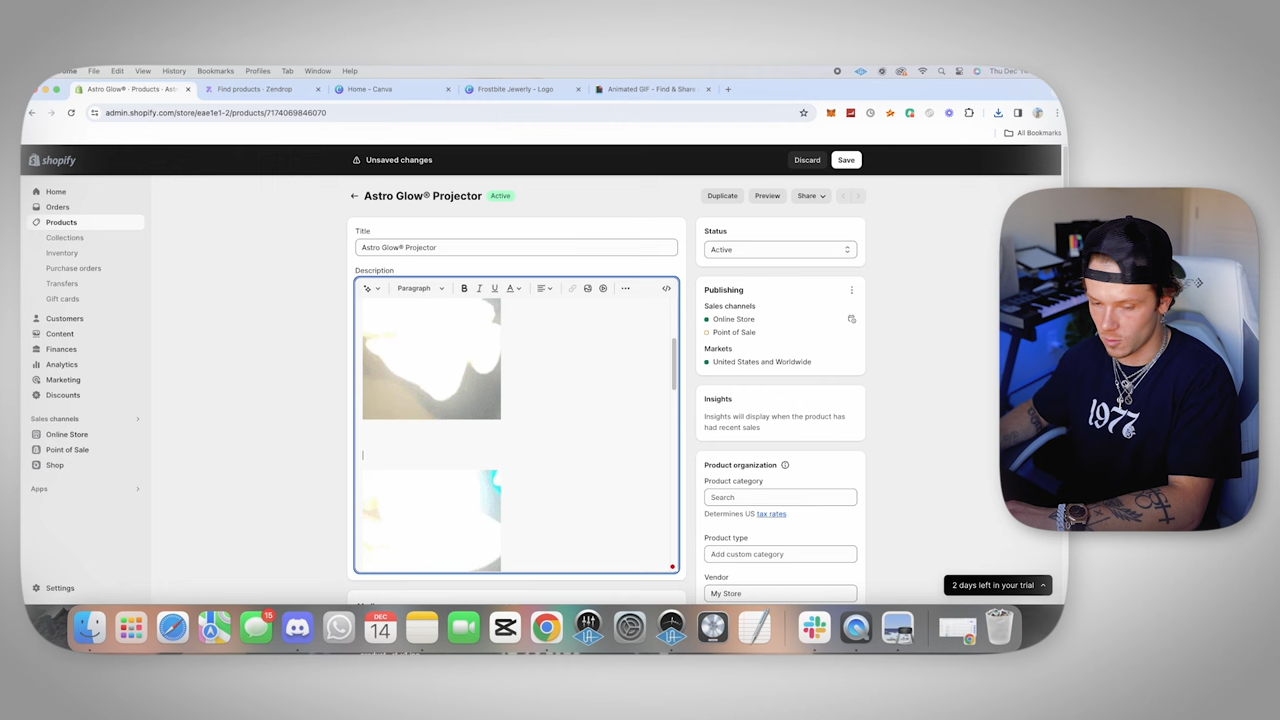 File Edit View History Bookmarks Profiles Tab Window Help
Astro Glow® · Products · Ast
Find products · Zendrop
Home - Canva
Frostbite Jewerly - Logo
Animated GIF - Find & Share
admin.shopify.com/store/eae1e1-2/products/7174069846070
All Bookmarks
shopify
Unsaved changes
Discard
Save
Home
Orders
Products
Collections
Inventory
Purchase orders
Transfers
Gift cards
Customers
Content
Finances
Analytics
Marketing
Discounts
Sales channels
Online Store
Point of Sale
Shop
Apps
Settings
Astro Glow® Projector Active
Duplicate
Preview
Share
Title
Astro Glow® Projector
Description
Paragraph B I U A
Status
Active
Publishing
Sales channels
Online Store
Point of Sale
Markets
United States and Worldwide
Insights
Insights will display when the product has
had recent sales
Product organization
Product category
Search
Determines US tax rates
Product type
Add custom category
Vendor
My Store
2 days left in your trial
15
DEC
14
1977